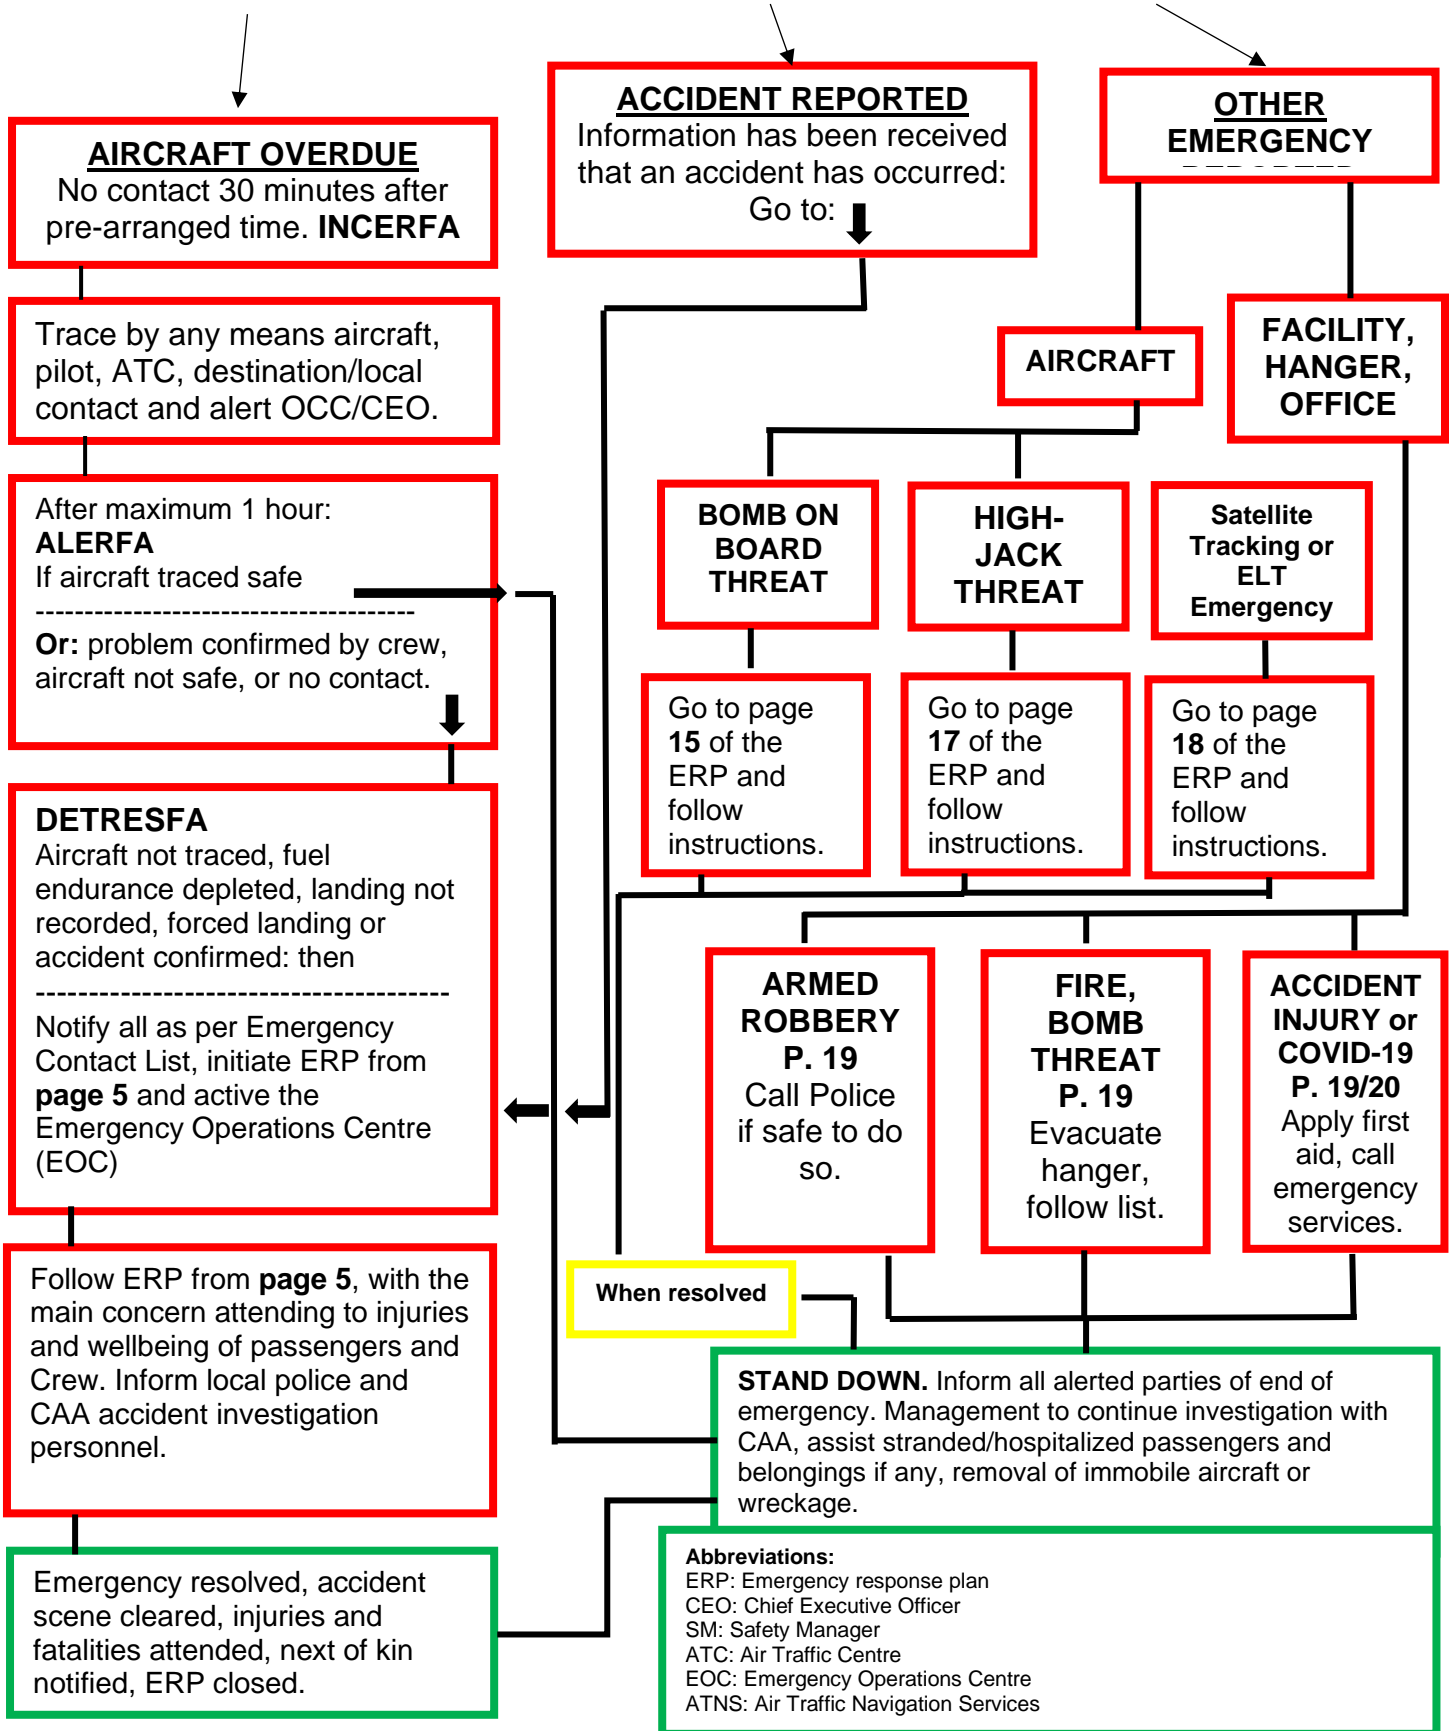 AIRCRAFT OVERDUE
No contact 30 minutes after
pre-arranged time. INCERFA
Trace by any means aircraft,
pilot, ATC, destination/local
contact and alert OCC/CEO.
After maximum 1 hour:
ALERFA
If aircraft traced safe
---------------------------------------
Or: problem confirmed by crew,
aircraft not safe, or no contact.
DETRESFA
Aircraft not traced, fuel
endurance depleted, landing not
recorded, forced landing or
accident confirmed: then
---------------------------------------
Notify all as per Emergency
Contact List, initiate ERP from
page 5 and active the
Emergency Operations Centre
(EOC)
Follow ERP from page 5, with the
main concern attending to injuries
and wellbeing of passengers and
Crew. Inform local police and
CAA accident investigation
personnel.
Emergency resolved, accident
scene cleared, injuries and
fatalities attended, next of kin
notified, ERP closed.
ACCIDENT REPORTED
Information has been received
that an accident has occurred:
Go to:
OTHER
EMERGENCY
AIRCRAFT
FACILITY,
HANGER,
OFFICE
BOMB ON
BOARD
THREAT
HIGH-
JACK
THREAT
Satellite
Tracking or
ELT
Emergency
Go to page
15 of the
ERP and
follow
instructions.
Go to page
17 of the
ERP and
follow
instructions.
Go to page
18 of the
ERP and
follow
instructions.
ARMED
ROBBERY
P. 19
Call Police
if safe to do
so.
FIRE,
BOMB
THREAT
P. 19
Evacuate
hanger,
follow list.
ACCIDENT
INJURY or
COVID-19
P. 19/20
Apply first
aid, call
emergency
services.
When resolved
STAND DOWN. Inform all alerted parties of end of
emergency. Management to continue investigation with
CAA, assist stranded/hospitalized passengers and
belongings if any, removal of immobile aircraft or
wreckage.
Abbreviations:
ERP: Emergency response plan
CEO: Chief Executive Officer
SM: Safety Manager
ATC: Air Traffic Centre
EOC: Emergency Operations Centre
ATNS: Air Traffic Navigation Services